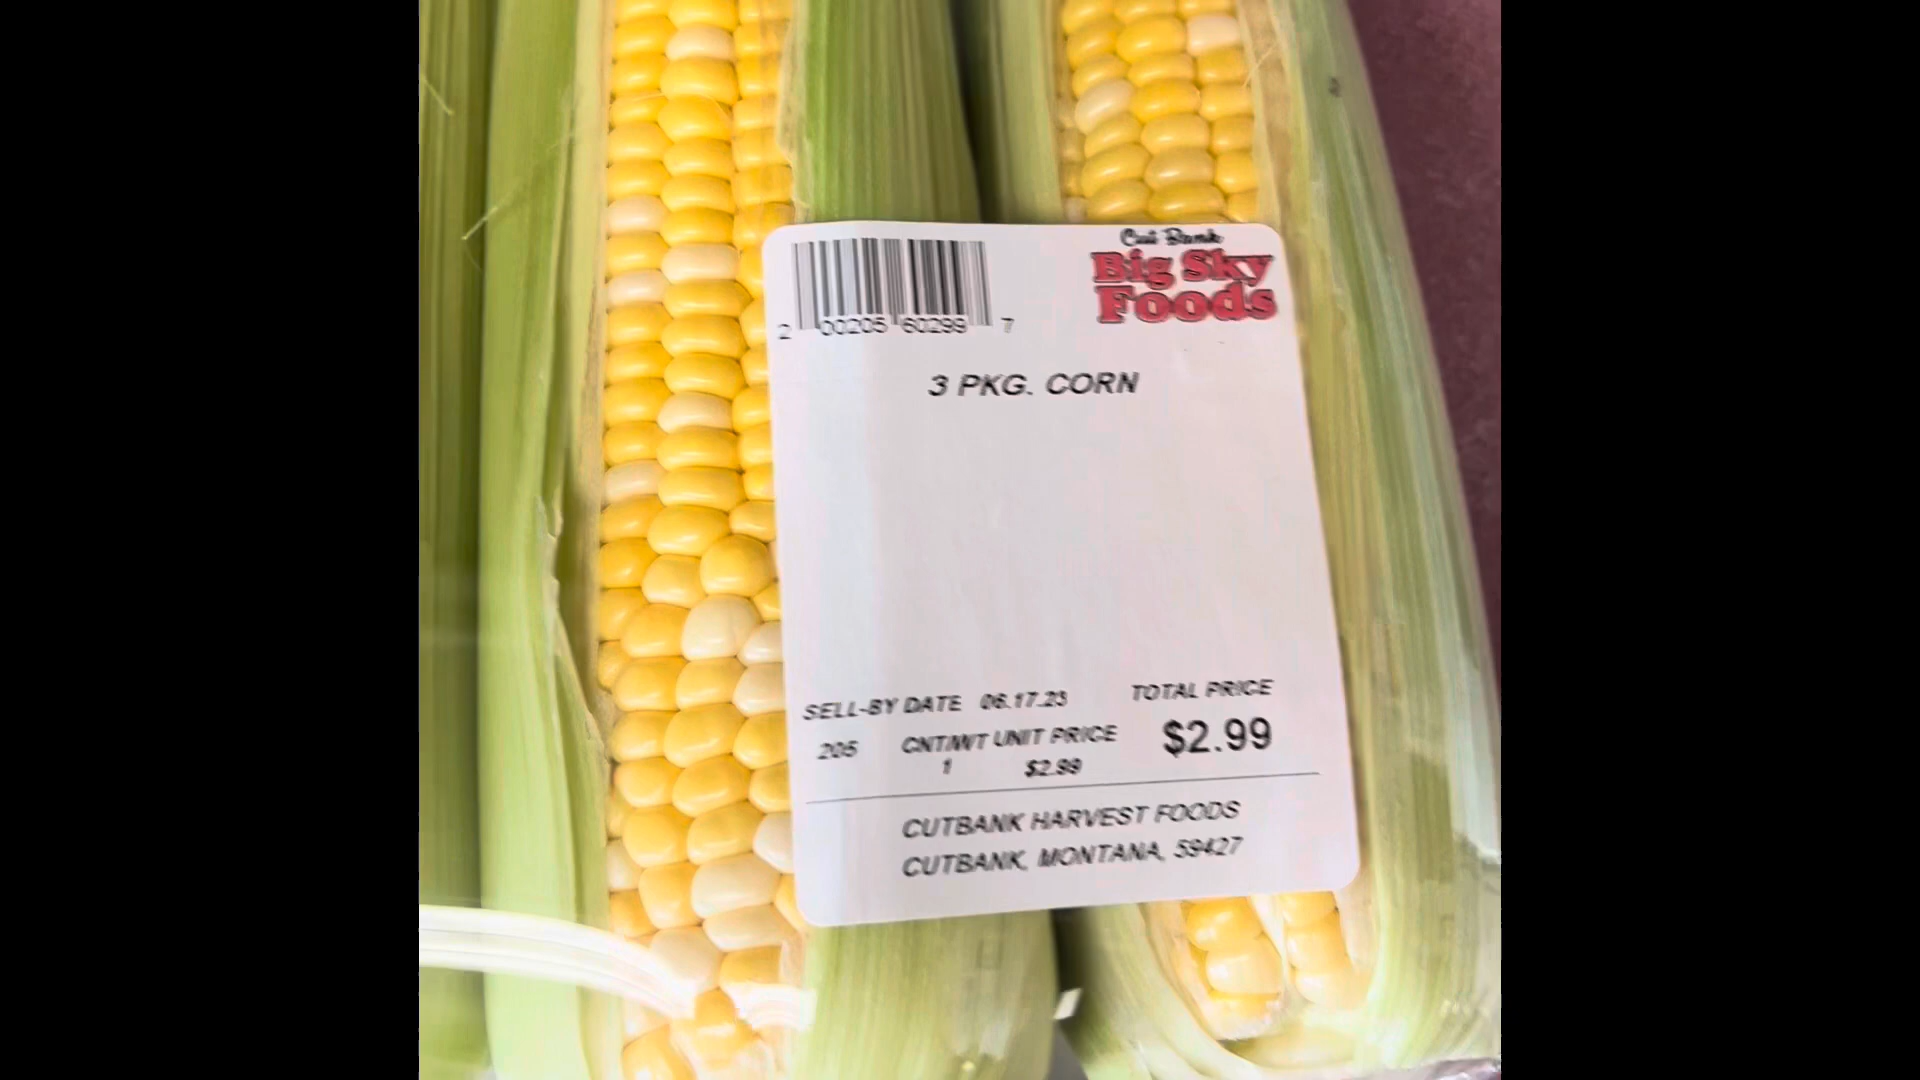 Cut Bank
Big Sky
Foods
2 00205 60299 7
3 PKG. CORN
SELL-BY DATE 06.17.23 TOTAL PRICE
205 CNT/WT UNIT PRICE $2.99
1 $2.99
CUTBANK HARVEST FOODS
CUTBANK, MONTANA, 59427